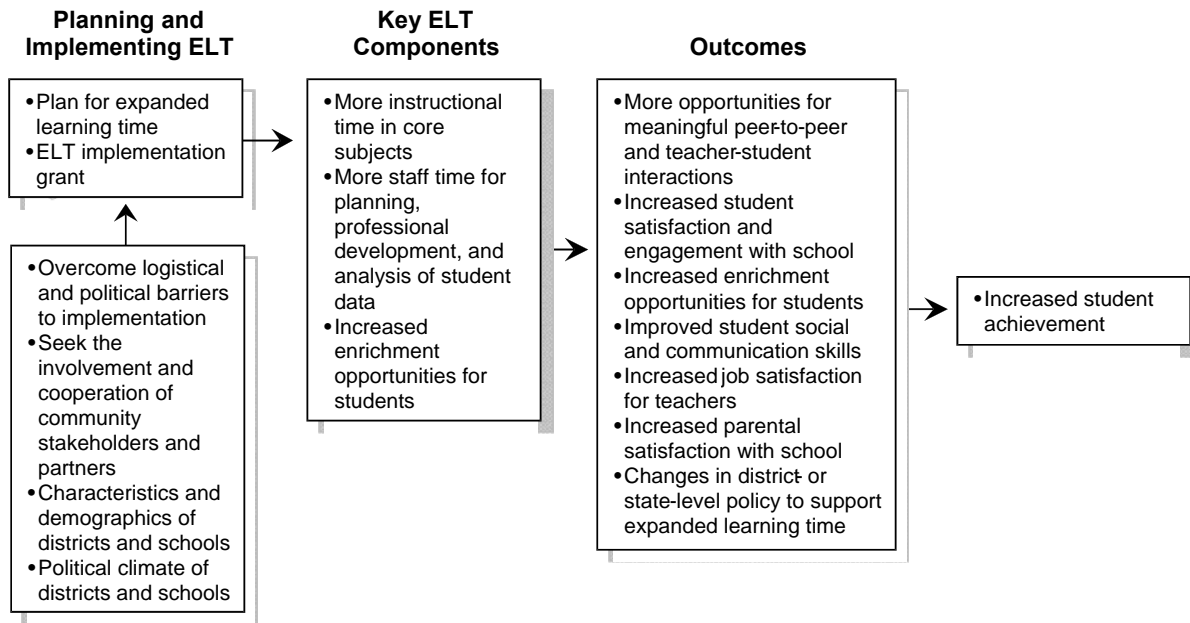 Planning and
Implementing ELT
•Plan for expanded
learning time
•ELT implementation
grant
•Overcome logistical
and political barriers
to implementation
•Seek the
involvement and
cooperation of
community
stakeholders and
partners
•Characteristics and
demographics of
districts and schools
•Political climate of
districts and schools
Key ELT
Components
•More instructional
time in core
subjects
•More staff time for
planning,
professional
development, and
analysis of student
data
•Increased
enrichment
opportunities for
students
Outcomes
•More opportunities for
meaningful peer-to-peer
and teacher-student
interactions
•Increased student
satisfaction and
engagement with school
•Increased enrichment
opportunities for students
•Improved student social
and communication skills
•Increased job satisfaction
for teachers
•Increased parental
satisfaction with school
•Changes in district- or
state-level policy to support
expanded learning time
•Increased student
achievement